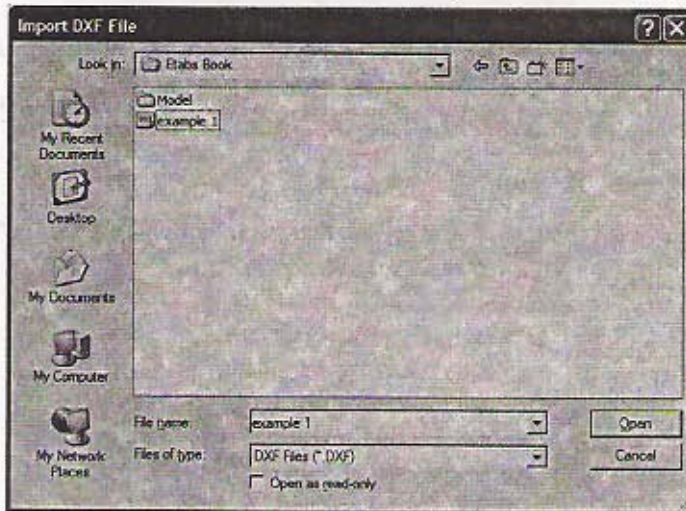 Import DXF File
Look in: Etabs Book
Model
example 1
My Recent
Documents
Desktop
My Documents
My Computer
My Network
Places
File name: example 1
Open
Files of type: DXF Files (*.DXF)
Cancel
Open as read-only